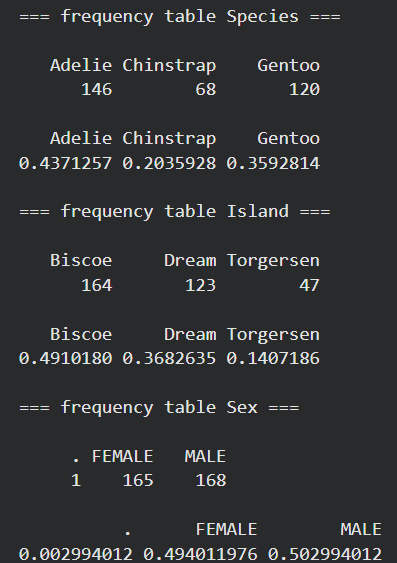 === frequency table Species ===
Adelie Chinstrap Gentoo
146 68 120
Adelie Chinstrap Gentoo
0.4371257 0.2035928 0.3592814
=== frequency table Island ===
Biscoe Dream Torgersen
164 123 47
Biscoe Dream Torgersen
0.4910180 0.3682635 0.1407186
=== frequency table Sex ===
. FEMALE MALE
1 165 168
. FEMALE MALE
0.002994012 0.494011976 0.502994012